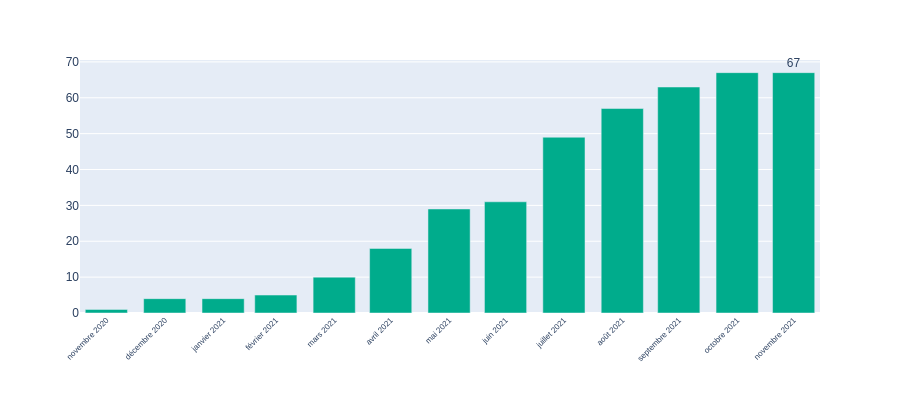 70
60
50
40
30
20
10
0
67
novembre 2020
décembre 2020
janvier 2021
février 2021
mars 2021
avril 2021
mai 2021
juin 2021
juillet 2021
août 2021
septembre 2021
octobre 2021
novembre 2021